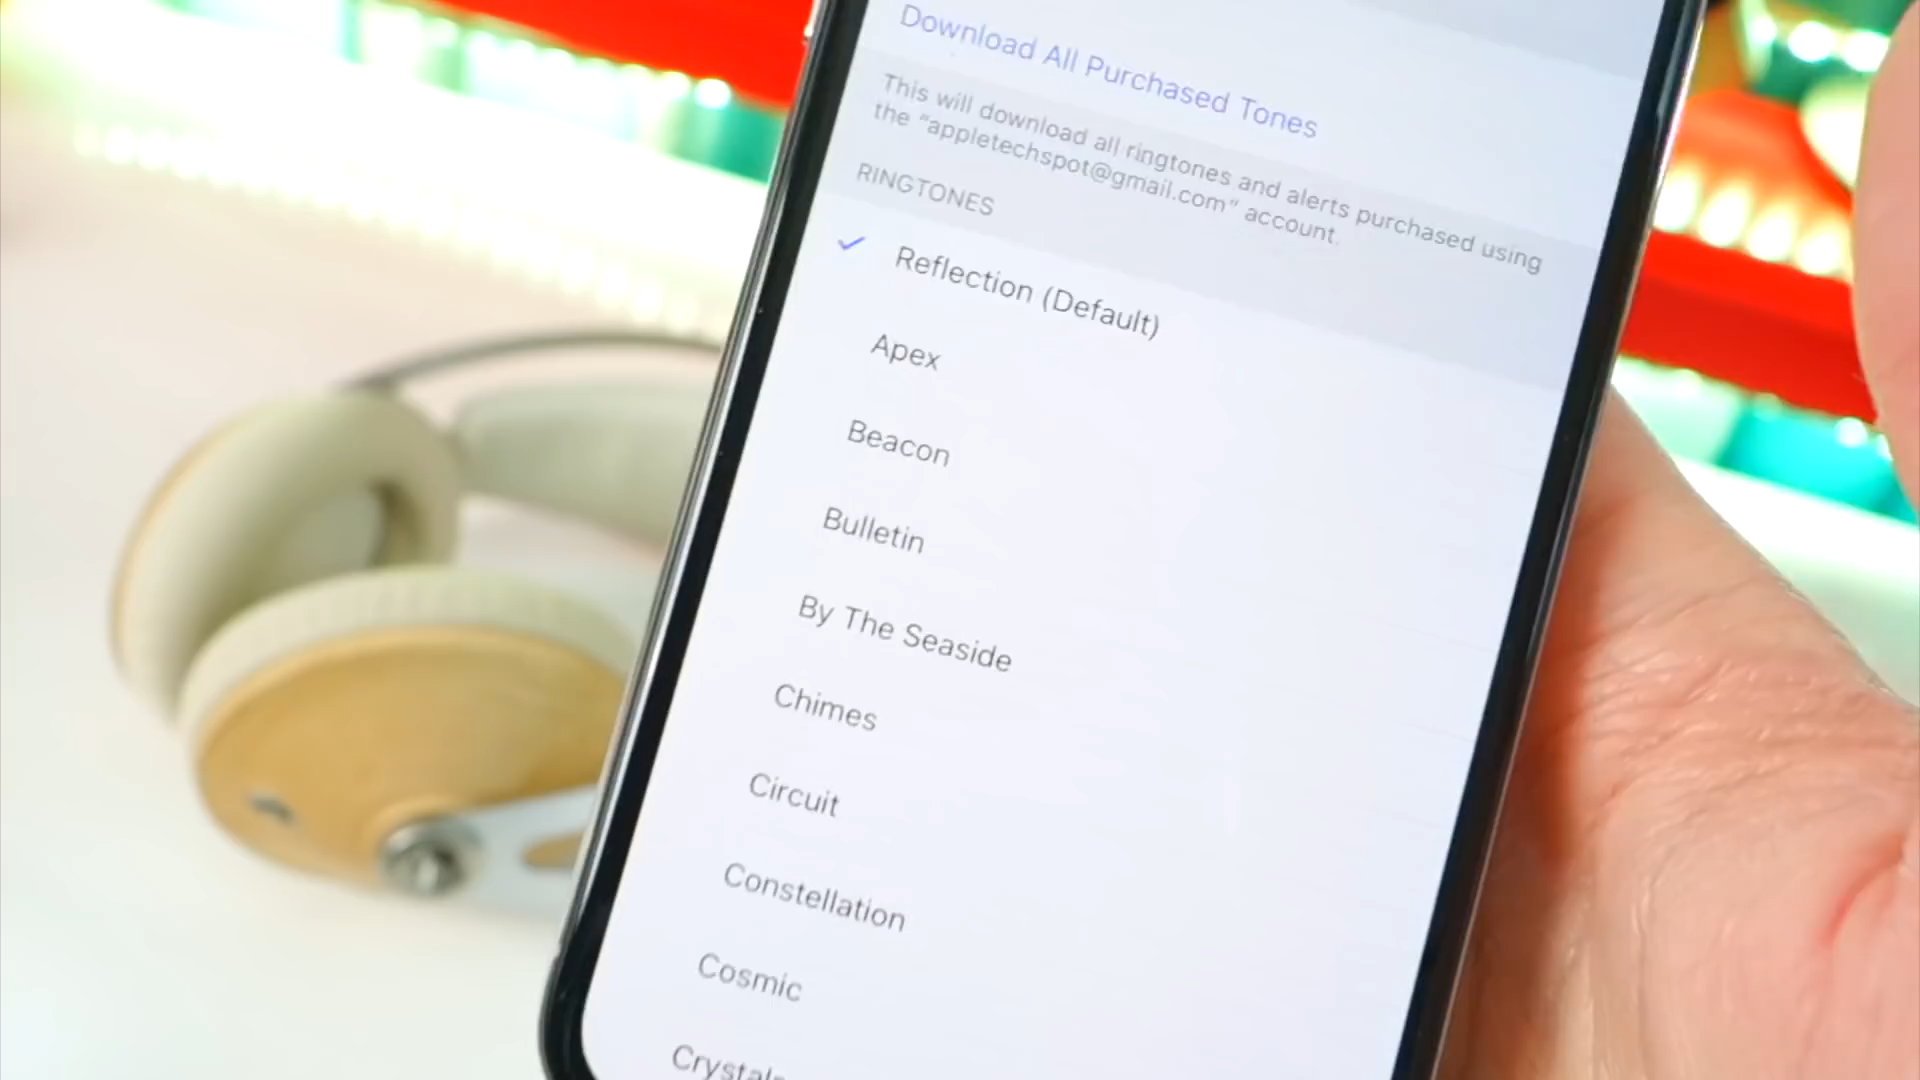 Download All Purchased Tones
This will download all ringtones and alerts purchased using
the “appletechspot@gmail.com” account.
RINGTONES
Reflection (Default)
Apex
Beacon
Bulletin
By The Seaside
Chimes
Circuit
Constellation
Cosmic